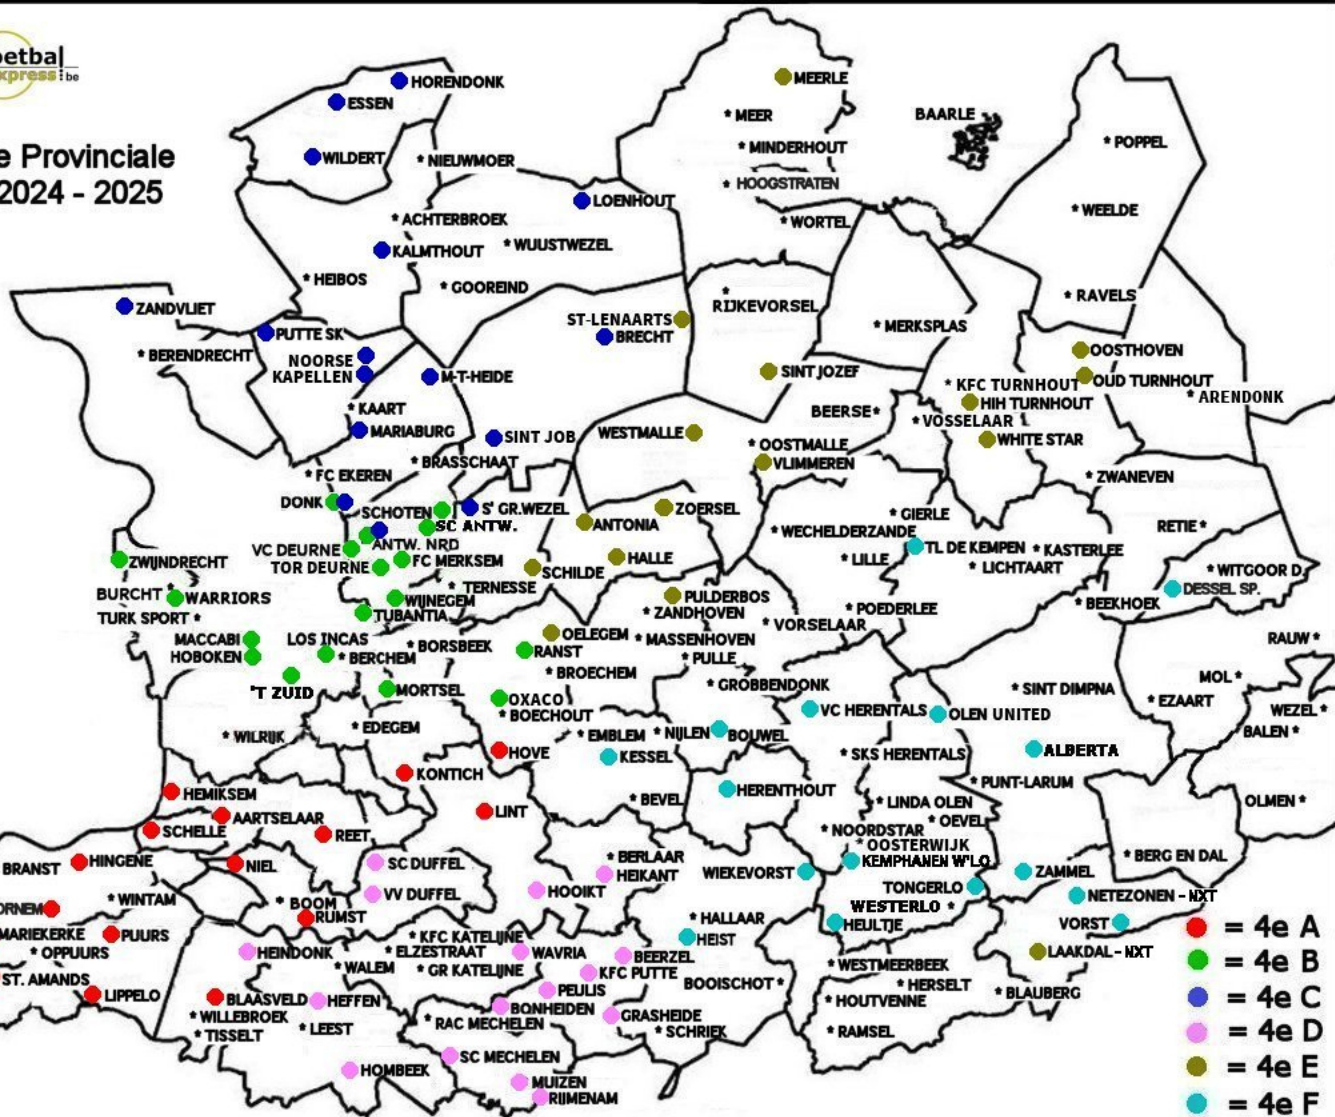 etbal
xpress:be
e Provinciale
2024 - 2025
HORENDONK
ESSEN
MEERLE
* MEER
BAARLE
* POPPEL
WILDERT
* NIEUWMOER
* MINDERHOUT
* HOOGSTRATEN
LOENHOUT
* ACHTERBROEK
* WORTEL
* WEELDE
KALMTHOUT
* WUUSTWEZEL
* HEIBOS
* GOOREIND
* RAVELS
ZANDVLIET
* RIJKEVORSEL
ST-LENAARTS
* MERKSPLAS
PUTTE SK
BRECHT
* BERENDRECHT
NOORSE
OOSTHOVEN
KAPELLEN
M-T-HEIDE
SINT JOZEF
* KFC TURNHOUT
OUD TURNHOUT
* ARENDONK
* KAART
BEERSE*
HIH TURNHOUT
* VOSSELAAR
MARIABURG
SINT JOB
WESTMALLE
* OOSTMALLE
WHITE STAR
* BRASSCHAAT
VLIMMEREN
* FC EKEREN
* ZWANEVEN
DONK
SCHOTEN
S' GR.WEZEL
ZOERSEL
* GIERLE
SC ANTW.
ANTONIA
RETIE*
* WECHELDERZANDE
ANTW. NRD
VC DEURNE
TL DE KEMPEN
* KASTERLEE
ZWIJNDRECHT
FC MERKSEM
HALLE
* LILLE
TOR DEURNE
SCHILDE
* LICHTAART
* WITGOOR D.
* TERNESSE
DESSEL SP.
BURCHT *
WARRIORS
WIJNEGEM
PULDERBOS
* BEEKHOEK
TURK SPORT *
TUBANTIA
* ZANDHOVEN
* POEDERLEE
* VORSELAAR
MACCABI
LOS INCAS
OELEGEM
* MASSENHOVEN
RAUW *
HOBOKEN
* BERCHEM
* BORSBEEK
RANST
* PULLE
'T ZUID
* BROECHEM
MOL*
MORTSEL
* GROBBENDONK
* SINT DIMPNA
OXACO
* EZAART
* BOECHOUT
VC HERENTALS
OLEN UNITED
WEZEL *
* EDEGEM
* EMBLEM
* NIJLEN
BOUWEL
BALEN *
* WILRIJK
HOVE
KESSEL
* SKS HERENTALS
ALBERTA
KONTICH
* PUNT-LARUM
HEMIKSEM
HERENTHOUT
* BEVEL
* LINDA OLEN
OLMEN *
AARTSELAAR
LINT
* OEVEL
SCHELLE
REET
* NOORDSTAR
* OOSTERWIJK
BRANST
HINGENE
NIEL
SC DUFFEL
* BERLAAR
KEMPHANEN W'LO
* BERG EN DAL
HEIKANT
WIEKEVORST
ZAMMEL
VV DUFFEL
HOOIKT
TONGERLO
NETEZONEN - NXT
* WINTAM
* BOOM
WESTERLO *
ORNEM
RUMST
* HALLAAR
HEULTJE
VORST
= 4e A
MARIEKERKE
PUURS
* KFC KATELIJNE
HEIST
* OPPUURS
HEINDONK
* ELZESTRAAT
WAVRIA
BEERZEL
LAAKDAL-NXT
= 4e B
* WALEM
* GR KATELIJNE
KFC PUTTE
* WESTMEERBEEK
ST. AMANDS
BOOISCHOT *
* HERSELT
LIPPELO
BLAASVELD
HEFFEN
PEULIS
* HOUTVENNE
* BLAUBERG
= 4e C
BONHEIDEN
* WILLEBROEK
* RAC MECHELEN
GRASHEIDE
* TISSELT
* LEEST
* SCHRIEK
* RAMSEL
= 4e D
SC MECHELEN
HOMBEEK
= 4e E
MUIZEN
RIJMENAM
= 4e F